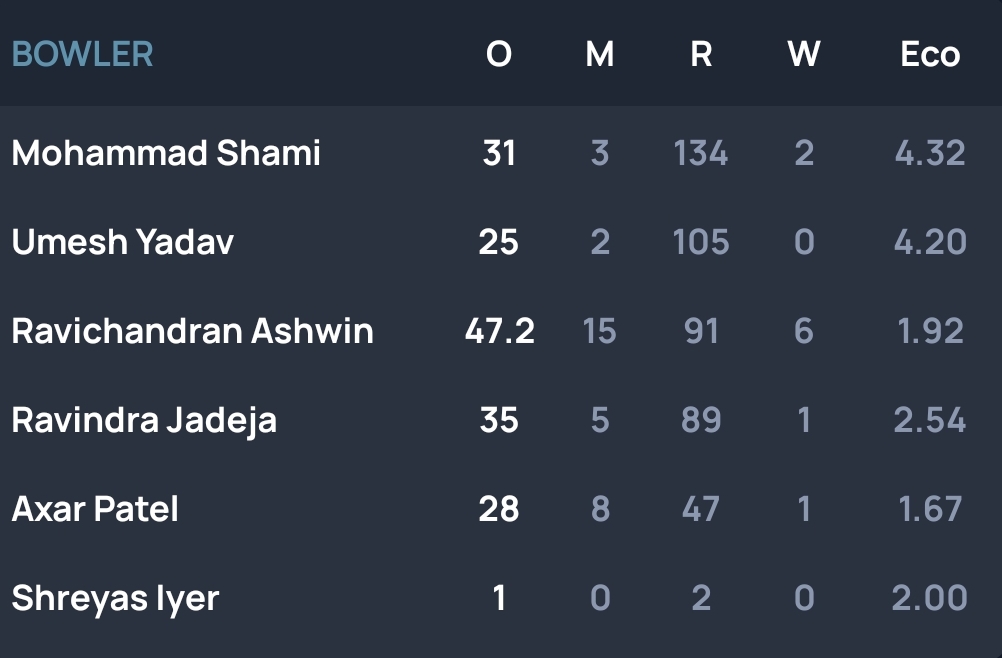 BOWLER O M R W Eco
Mohammad Shami 31 3 134 2 4.32
Umesh Yadav 25 2 105 0 4.20
Ravichandran Ashwin 47.2 15 91 6 1.92
Ravindra Jadeja 35 5 89 1 2.54
Axar Patel 28 8 47 1 1.67
Shreyas Iyer 1 0 2 0 2.00